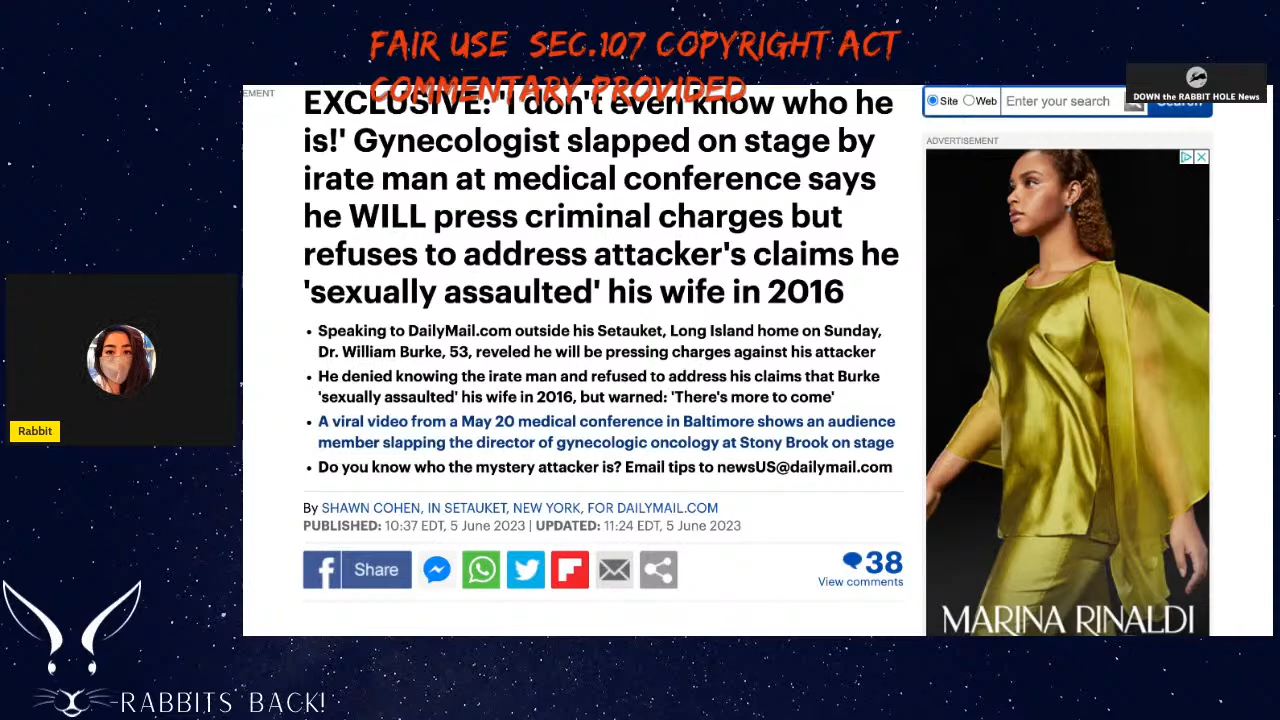 FAIR USE SEC.107 COPYRIGHT ACT
COMMENTARY PROVIDED
DOWN the RABBIT HOLE News
EMENT
EXCLUSIVE: 'I don't even know who he
is!' Gynecologist slapped on stage by
irate man at medical conference says
he WILL press criminal charges but
refuses to address attacker's claims he
'sexually assaulted' his wife in 2016
• Speaking to DailyMail.com outside his Setauket, Long Island home on Sunday,
Dr. William Burke, 53, reveled he will be pressing charges against his attacker
• He denied knowing the irate man and refused to address his claims that Burke
'sexually assaulted' his wife in 2016, but warned: 'There's more to come'
• A viral video from a May 20 medical conference in Baltimore shows an audience
member slapping the director of gynecologic oncology at Stony Brook on stage
• Do you know who the mystery attacker is? Email tips to newsUS@dailymail.com
By SHAWN COHEN, IN SETAUKET, NEW YORK, FOR DAILYMAIL.COM
PUBLISHED: 10:37 EDT, 5 June 2023 | UPDATED: 11:24 EDT, 5 June 2023
Share
38
View comments
Site Web Enter your search Search
ADVERTISEMENT
MARINA RINALDI
Rabbit
RABBITS BACK!